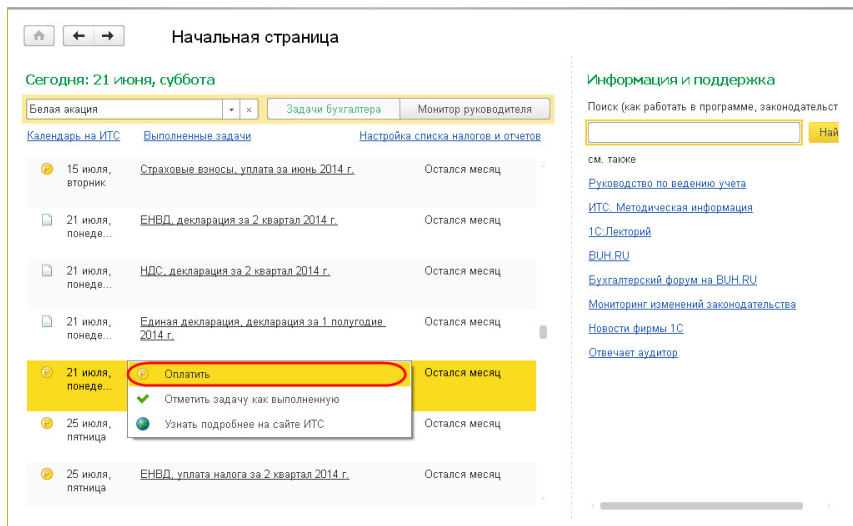 Начальная страница
Сегодня: 21 июня, суббота
Белая акация
Задачи бухгалтера
Монитор руководителя
Календарь на ИТС
Выполненные задачи
Настройка списка налогов и отчетов
15 июля,
вторник
Страховые взносы, уплата за июнь 2014 г.
Остался месяц
21 июля,
понеде...
ЕНВД, декларация за 2 квартал 2014 г.
Остался месяц
21 июля,
понеде...
НДС, декларация за 2 квартал 2014 г.
Остался месяц
21 июля,
понеде...
Единая декларация, декларация за 1 полугодие
2014 г.
Остался месяц
21 июля,
понеде...
Остался месяц
Оплатить
Отметить задачу как выполненную
Узнать подробнее на сайте ИТС
25 июля,
пятница
Остался месяц
25 июля,
пятница
ЕНВД, уплата налога за 2 квартал 2014 г.
Остался месяц
Информация и поддержка
Поиск (как работать в программе, законодательст
Най
см. также
Руководство по ведению учета
ИТС. Методическая информация
1С:Лекторий
BUH.RU
Бухгалтерский форум на BUH.RU
Мониторинг изменений законодательства
Новости фирмы 1С
Отвечает аудитор